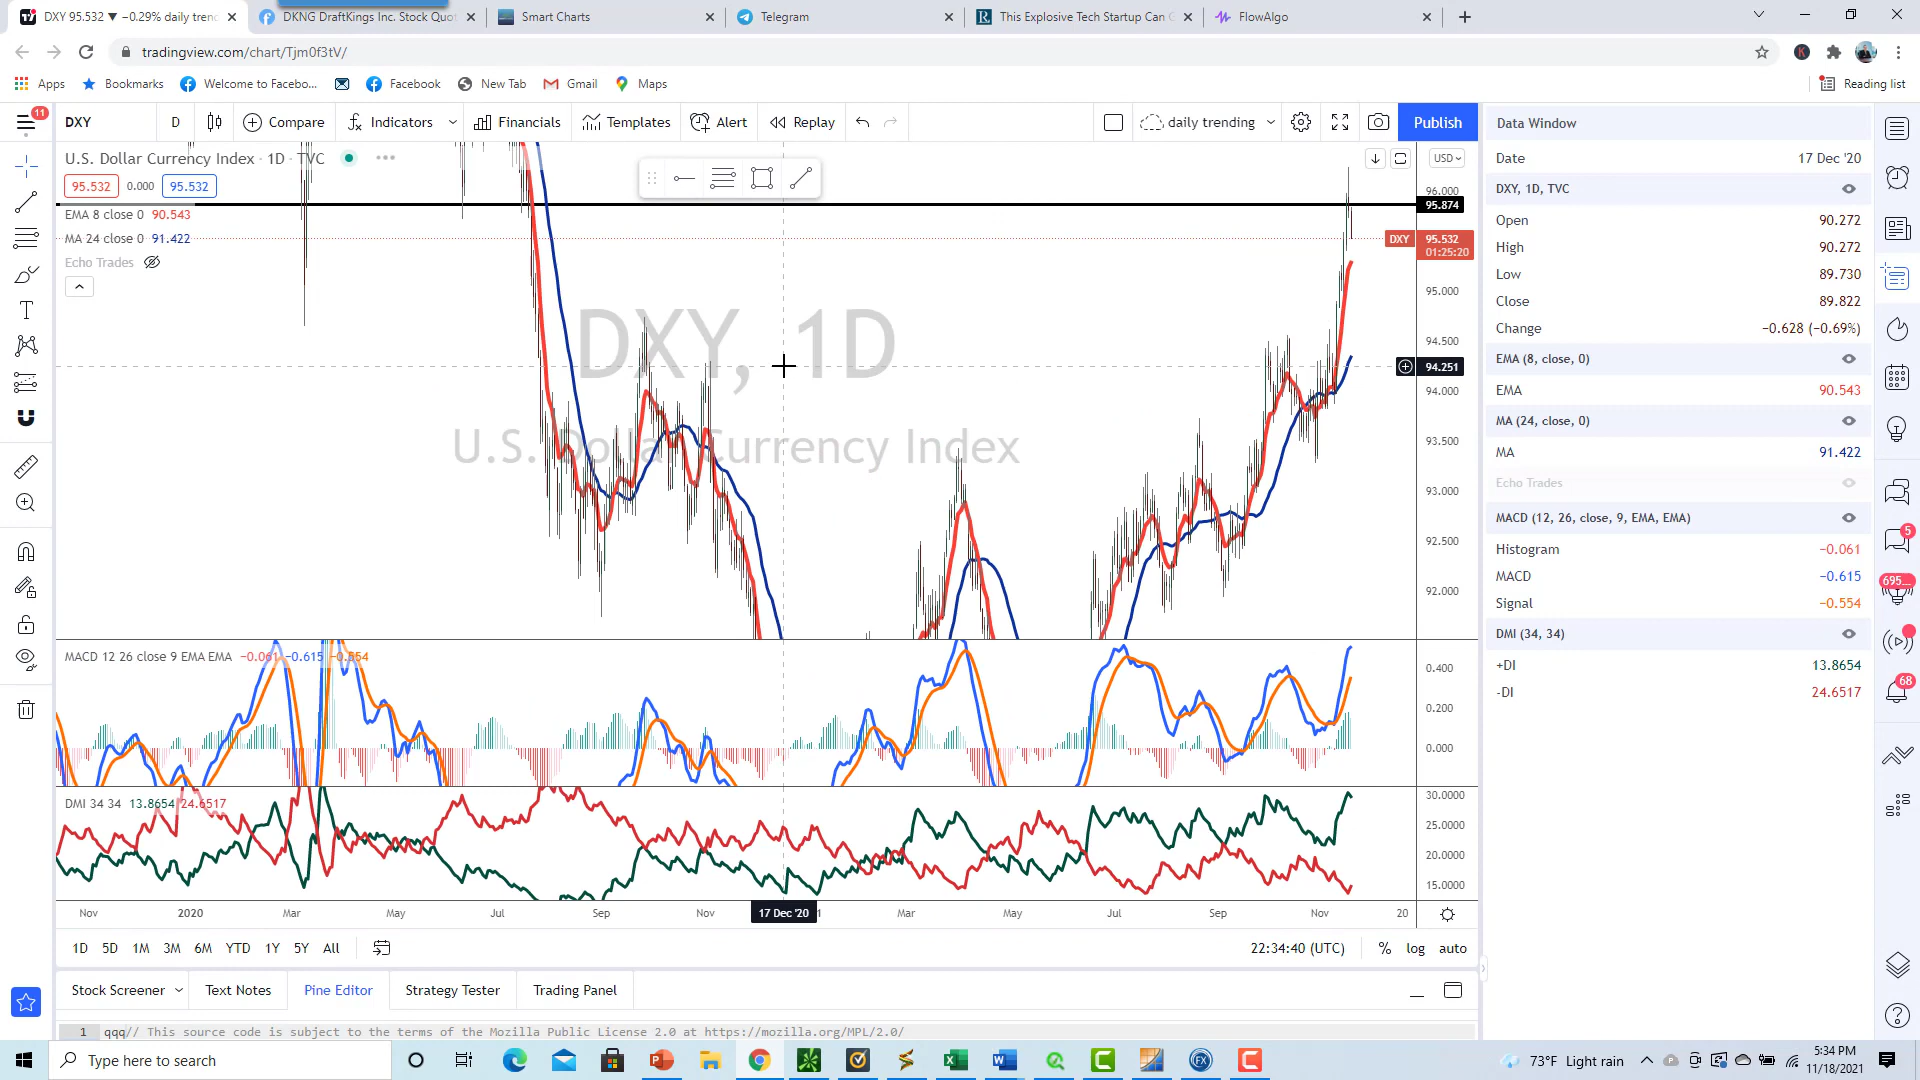 DXY 95.532 ▼ −0.29% daily trenc
DKNG DraftKings Inc. Stock Quot
Smart Charts
Telegram
This Explosive Tech Startup Can G
FlowAlgo
tradingview.com/chart/Tjm0f3tV/
Apps
Bookmarks
Welcome to Facebo...
Facebook
New Tab
Gmail
Maps
Reading list
11
DXY
D
Compare
Indicators
Financials
Templates
Alert
Replay
daily trending
Publish
U.S. Dollar Currency Index · 1D · TVC
95.532
0.000
95.532
EMA 8 close 0 90.543
MA 24 close 0 91.422
Echo Trades
DXY, 1D
U.S. Dollar Currency Index
USD
96.000
95.874
DXY 95.532
01:25:20
95.000
94.500
94.251
94.000
93.500
93.000
92.500
92.000
MACD 12 26 close 9 EMA EMA −0.061 −0.615 −0.554
0.400
0.200
0.000
DMI 34 34 13.8654 24.6517
30.0000
25.0000
20.0000
15.0000
Nov 2020 Mar May Jul Sep Nov 17 Dec '20 Mar May Jul Sep Nov 20
1D 5D 1M 3M 6M YTD 1Y 5Y All
22:34:40 (UTC) % log auto
Stock Screener
Text Notes
Pine Editor
Strategy Tester
Trading Panel
1 qqq// This source code is subject to the terms of the Mozilla Public License 2.0 at https://mozilla.org/MPL/2.0/
Data Window
Date 17 Dec '20
DXY, 1D, TVC
Open 90.272
High 90.272
Low 89.730
Close 89.822
Change −0.628 (−0.69%)
EMA (8, close, 0)
EMA 90.543
MA (24, close, 0)
MA 91.422
Echo Trades
MACD (12, 26, close, 9, EMA, EMA)
Histogram −0.061
MACD −0.615
Signal −0.554
DMI (34, 34)
+DI 13.8654
-DI 24.6517
5
695...
68
Type here to search
73°F Light rain
5:34 PM
11/18/2021